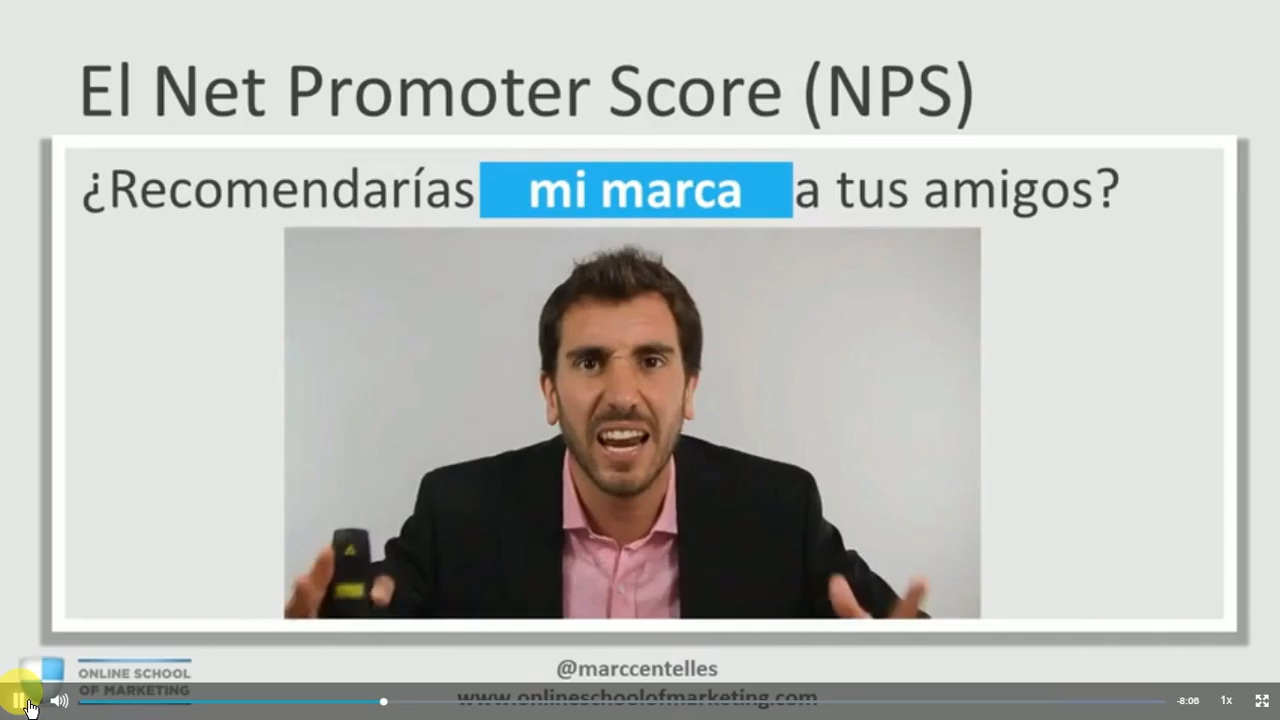 El Net Promoter Score (NPS)
¿Recomendarías mi marca a tus amigos?
@marccentelles
ONLINE SCHOOL
OF MARKETING
www.onlineschoolofmarketing.com
-8:06 1x